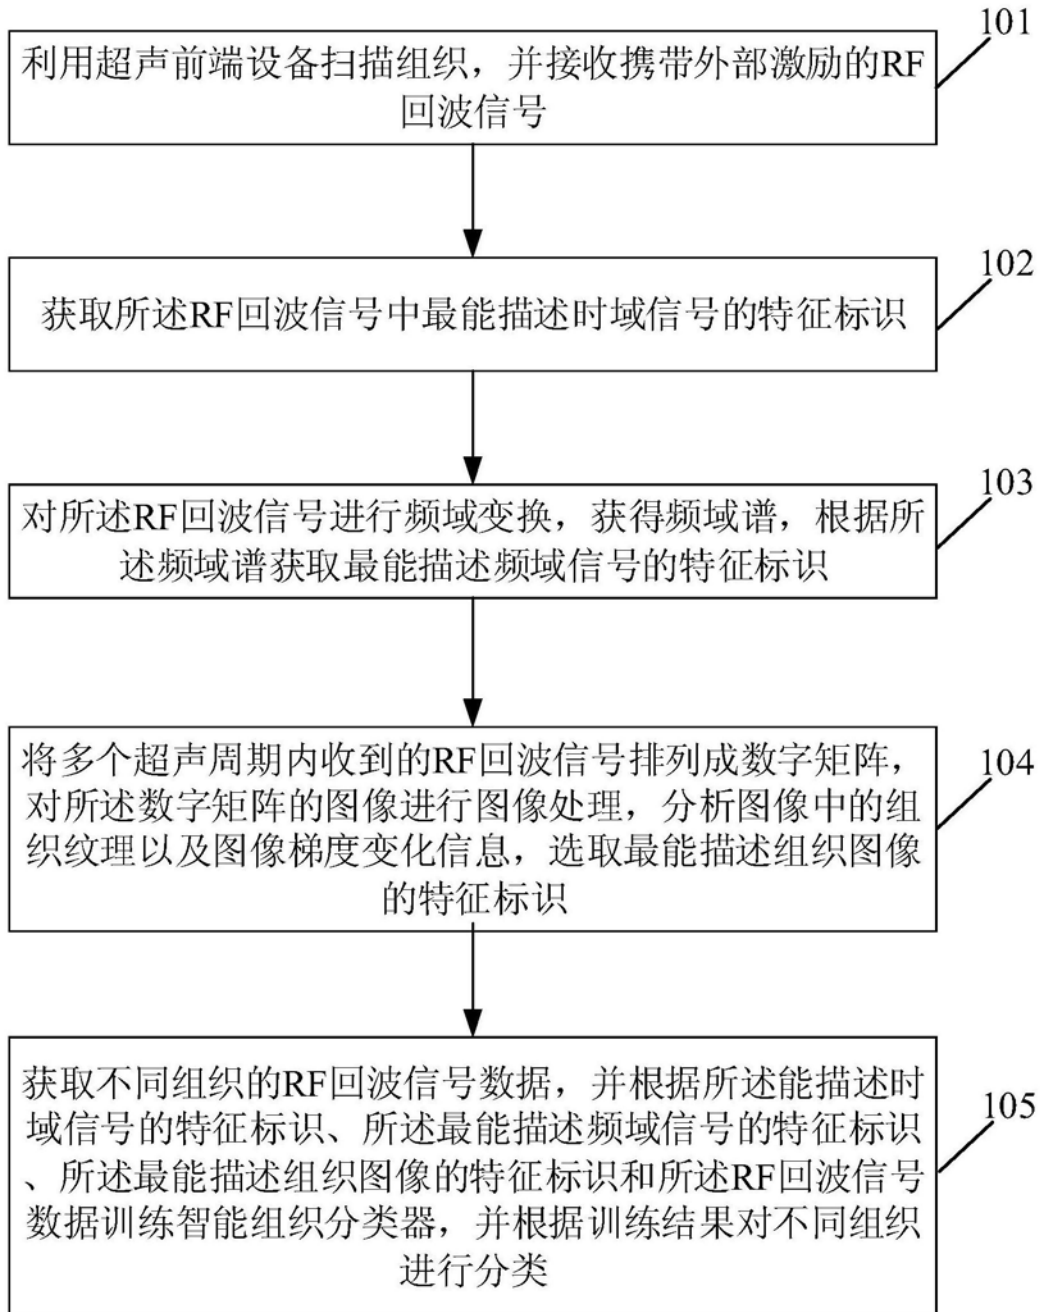 101
利用超声前端设备扫描组织，并接收携带外部激励的RF
回波信号
102
获取所述RF回波信号中最能描述时域信号的特征标识
103
对所述RF回波信号进行频域变换，获得频域谱，根据所
述频域谱获取最能描述频域信号的特征标识
104
将多个超声周期内收到的RF回波信号排列成数字矩阵，
对所述数字矩阵的图像进行图像处理，分析图像中的组
织纹理以及图像梯度变化信息，选取最能描述组织图像
的特征标识
105
获取不同组织的RF回波信号数据，并根据所述能描述时
域信号的特征标识、所述最能描述频域信号的特征标识
、所述最能描述组织图像的特征标识和所述RF回波信号
数据训练智能组织分类器，并根据训练结果对不同组织
进行分类